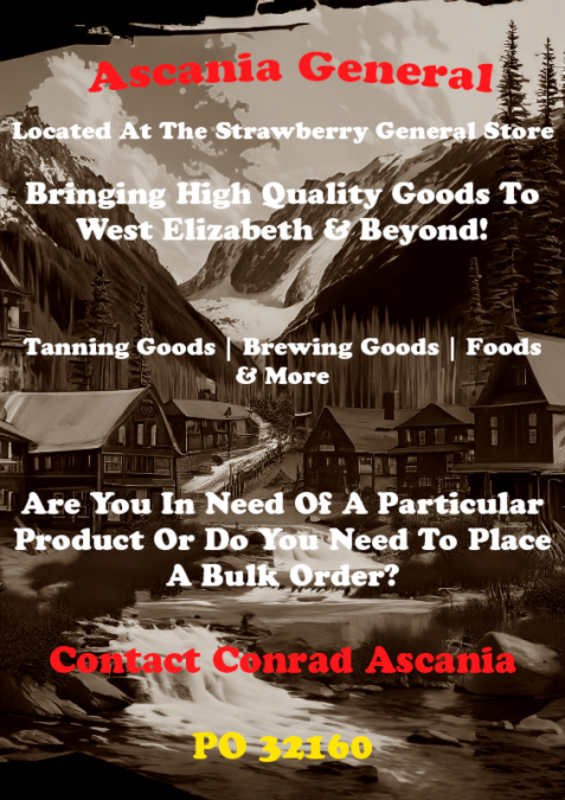 Ascania General
Located At The Strawberry General Store
Bringing High Quality Goods To
West Elizabeth & Beyond!
Tanning Goods | Brewing Goods | Foods
& More
Are You In Need Of A Particular
Product Or Do You Need To Place
A Bulk Order?
Contact Conrad Ascania
PO 32160